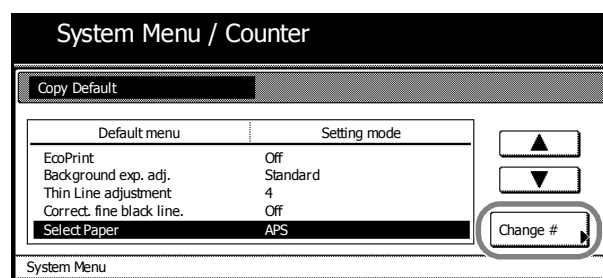 System Menu / Counter
Copy Default
Default menu Setting mode
EcoPrint Off
Background exp. adj. Standard
Thin Line adjustment 4
Correct. fine black line. Off
Select Paper APS
Change #
System Menu